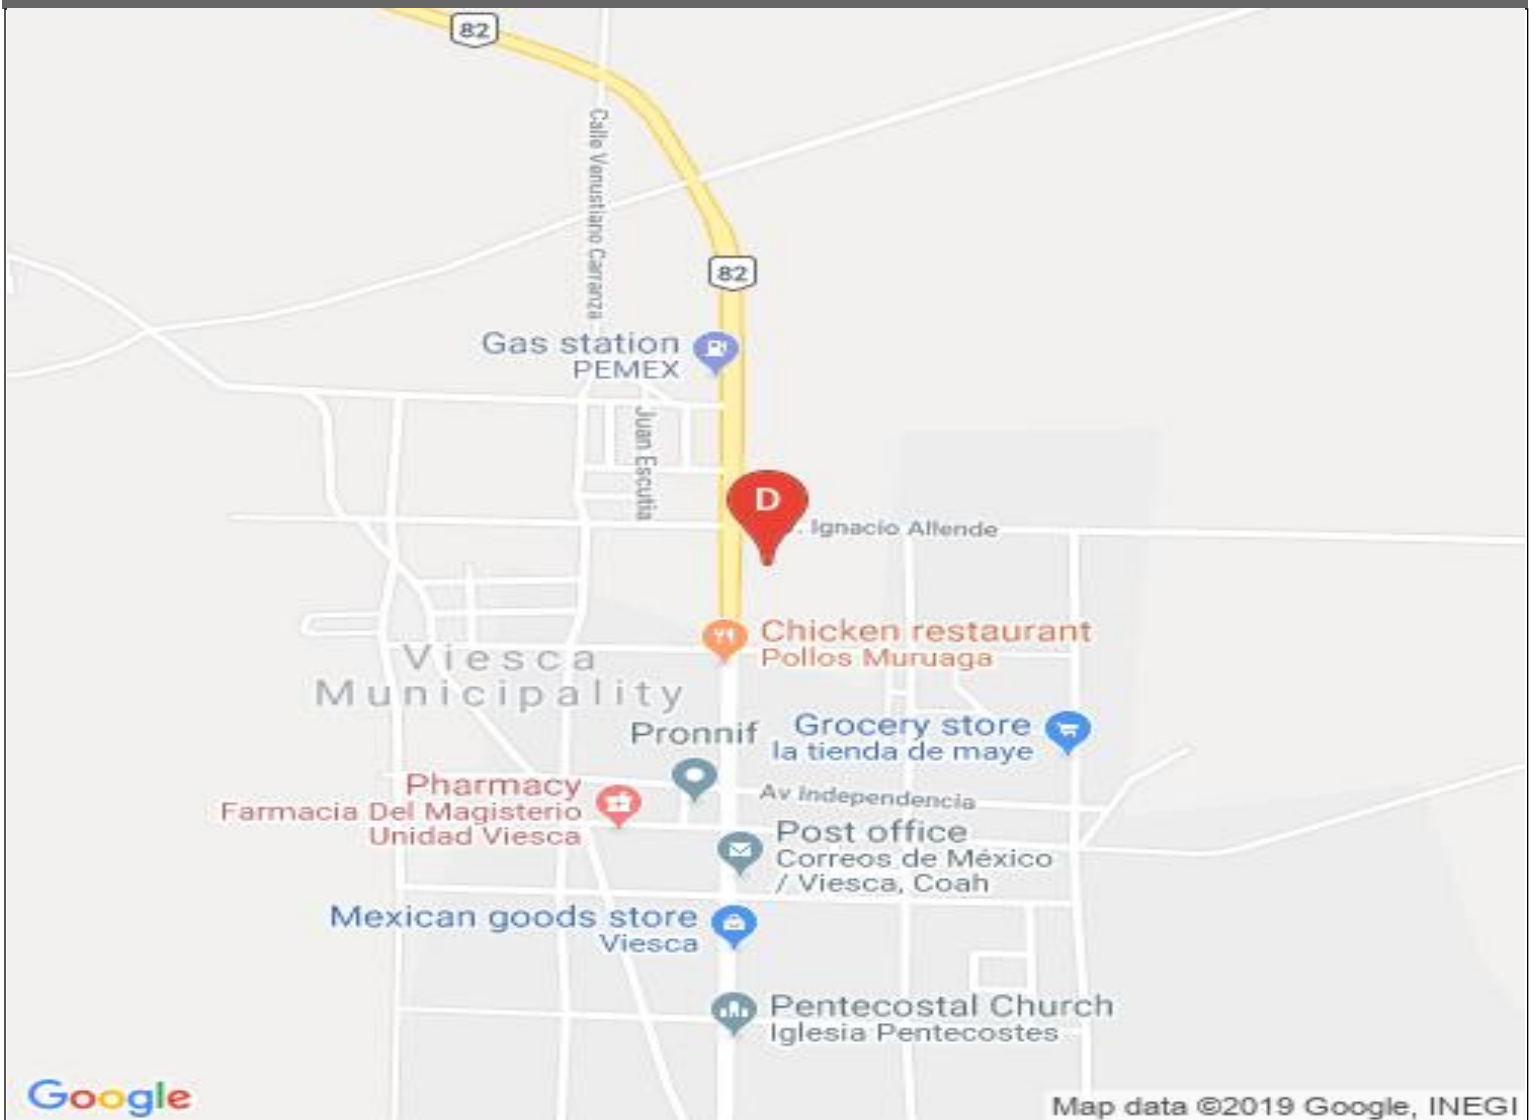 82
Calle Venustiano Carranza
82
Gas station
PEMEX
Juan Escutia
D
. Ignacio Allende
Chicken restaurant
Pollos Muruaga
Viesca
Municipality
Pronnif
Grocery store
la tienda de maye
Pharmacy
Farmacia Del Magisterio
Unidad Viesca
Av Independencia
Post office
Correos de México
/ Viesca, Coah
Mexican goods store
Viesca
Pentecostal Church
Iglesia Pentecostes
Google
Map data ©2019 Google, INEGI